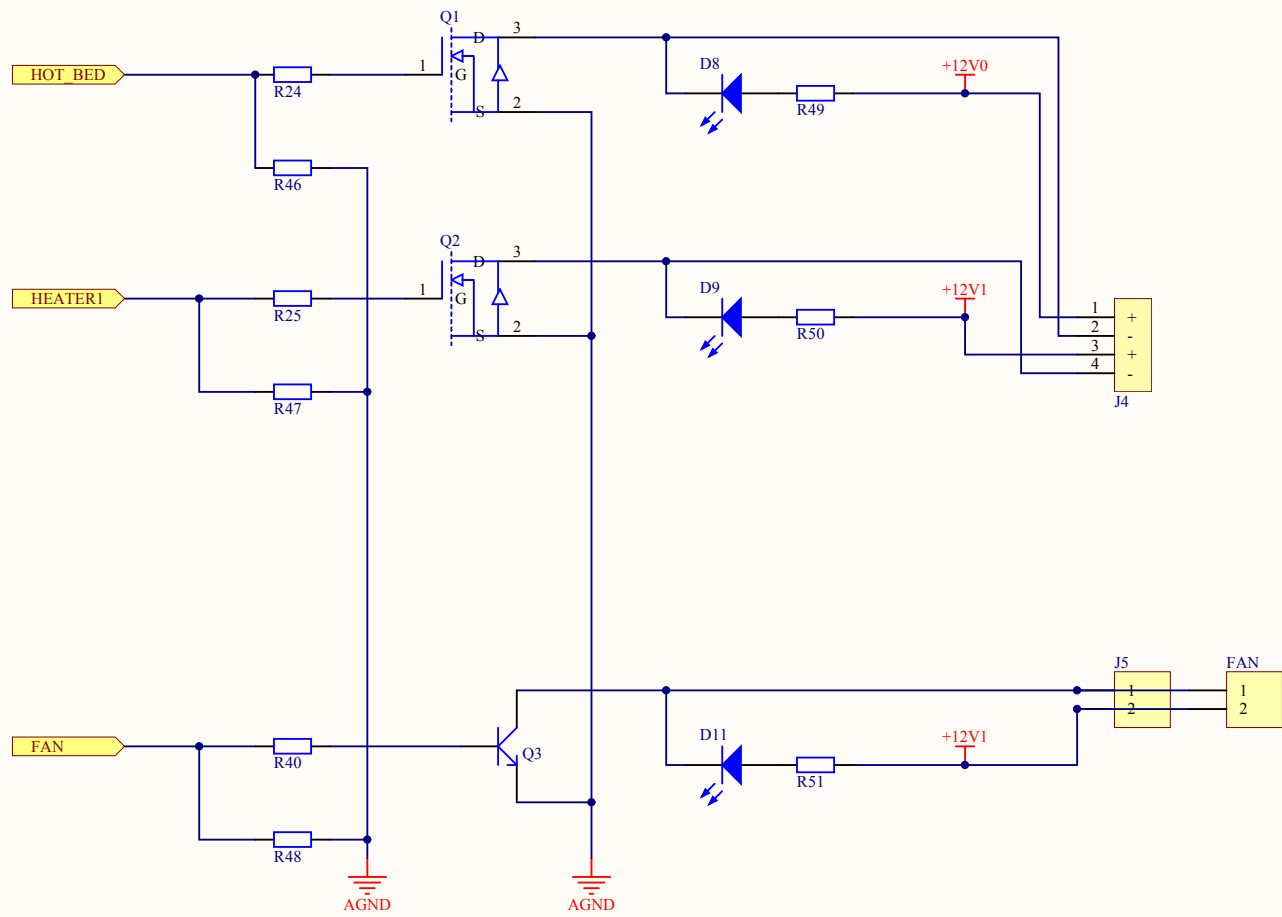 Q1
D 3
HOT_BED
1 G
R24
S 2
D8
+12V0
R49
R46
Q2
D 3
HEATER1
1 G
R25
S 2
D9
+12V1
R50
R47
1 +
2 -
3 +
4 -
J4
J5
1
2
FAN
1
2
FAN
R40
Q3
D11
+12V1
R51
R48
AGND
AGND